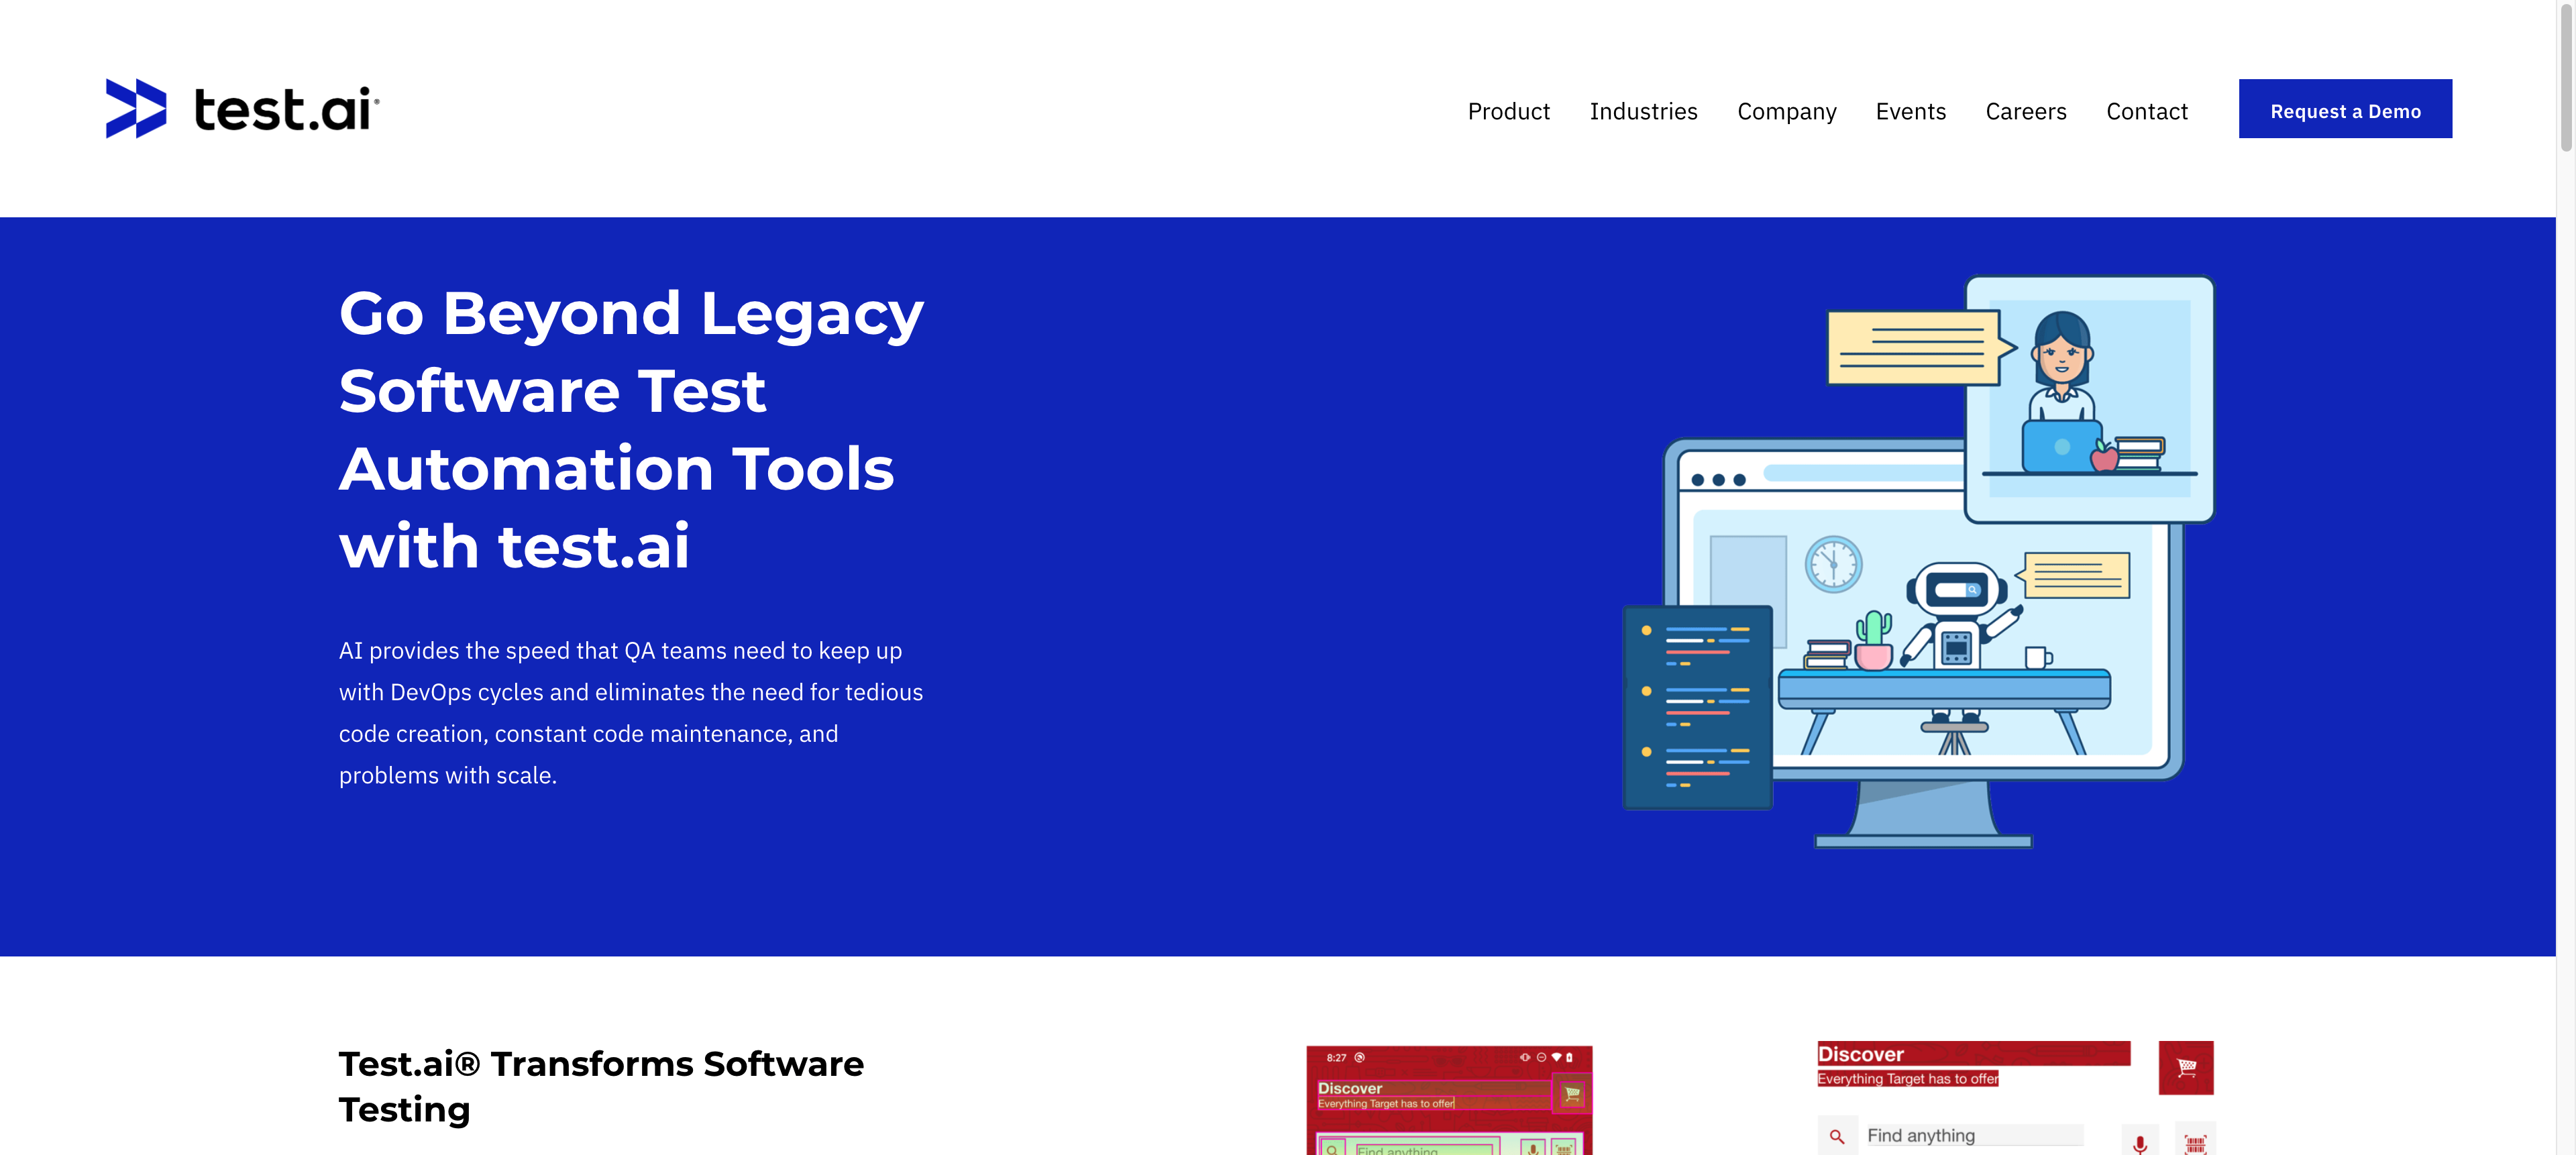 test.ai®
Product
Industries
Company
Events
Careers
Contact
Request a Demo
Go Beyond Legacy
Software Test
Automation Tools
with test.ai
AI provides the speed that QA teams need to keep up
with DevOps cycles and eliminates the need for tedious
code creation, constant code maintenance, and
problems with scale.
Test.ai® Transforms Software
Testing
8:27
Discover
Everything Target has to offer
Find anything
Discover
Everything Target has to offer
Find anything